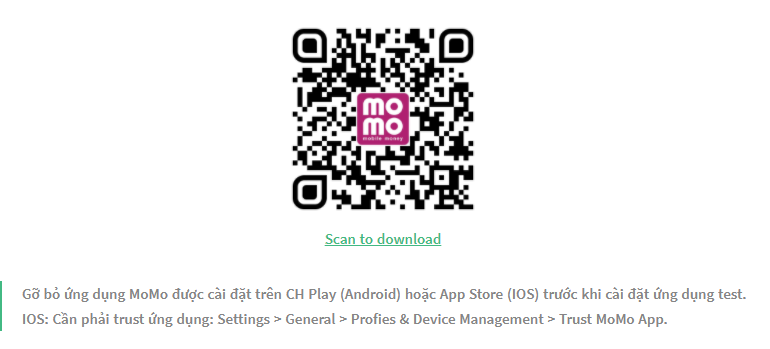 mo
mo
mobile money
Scan to download
Gỡ bỏ ứng dụng MoMo được cài đặt trên CH Play (Android) hoặc App Store (IOS) trước khi cài đặt ứng dụng test.
IOS: Cần phải trust ứng dụng: Settings > General > Profies & Device Management > Trust MoMo App.